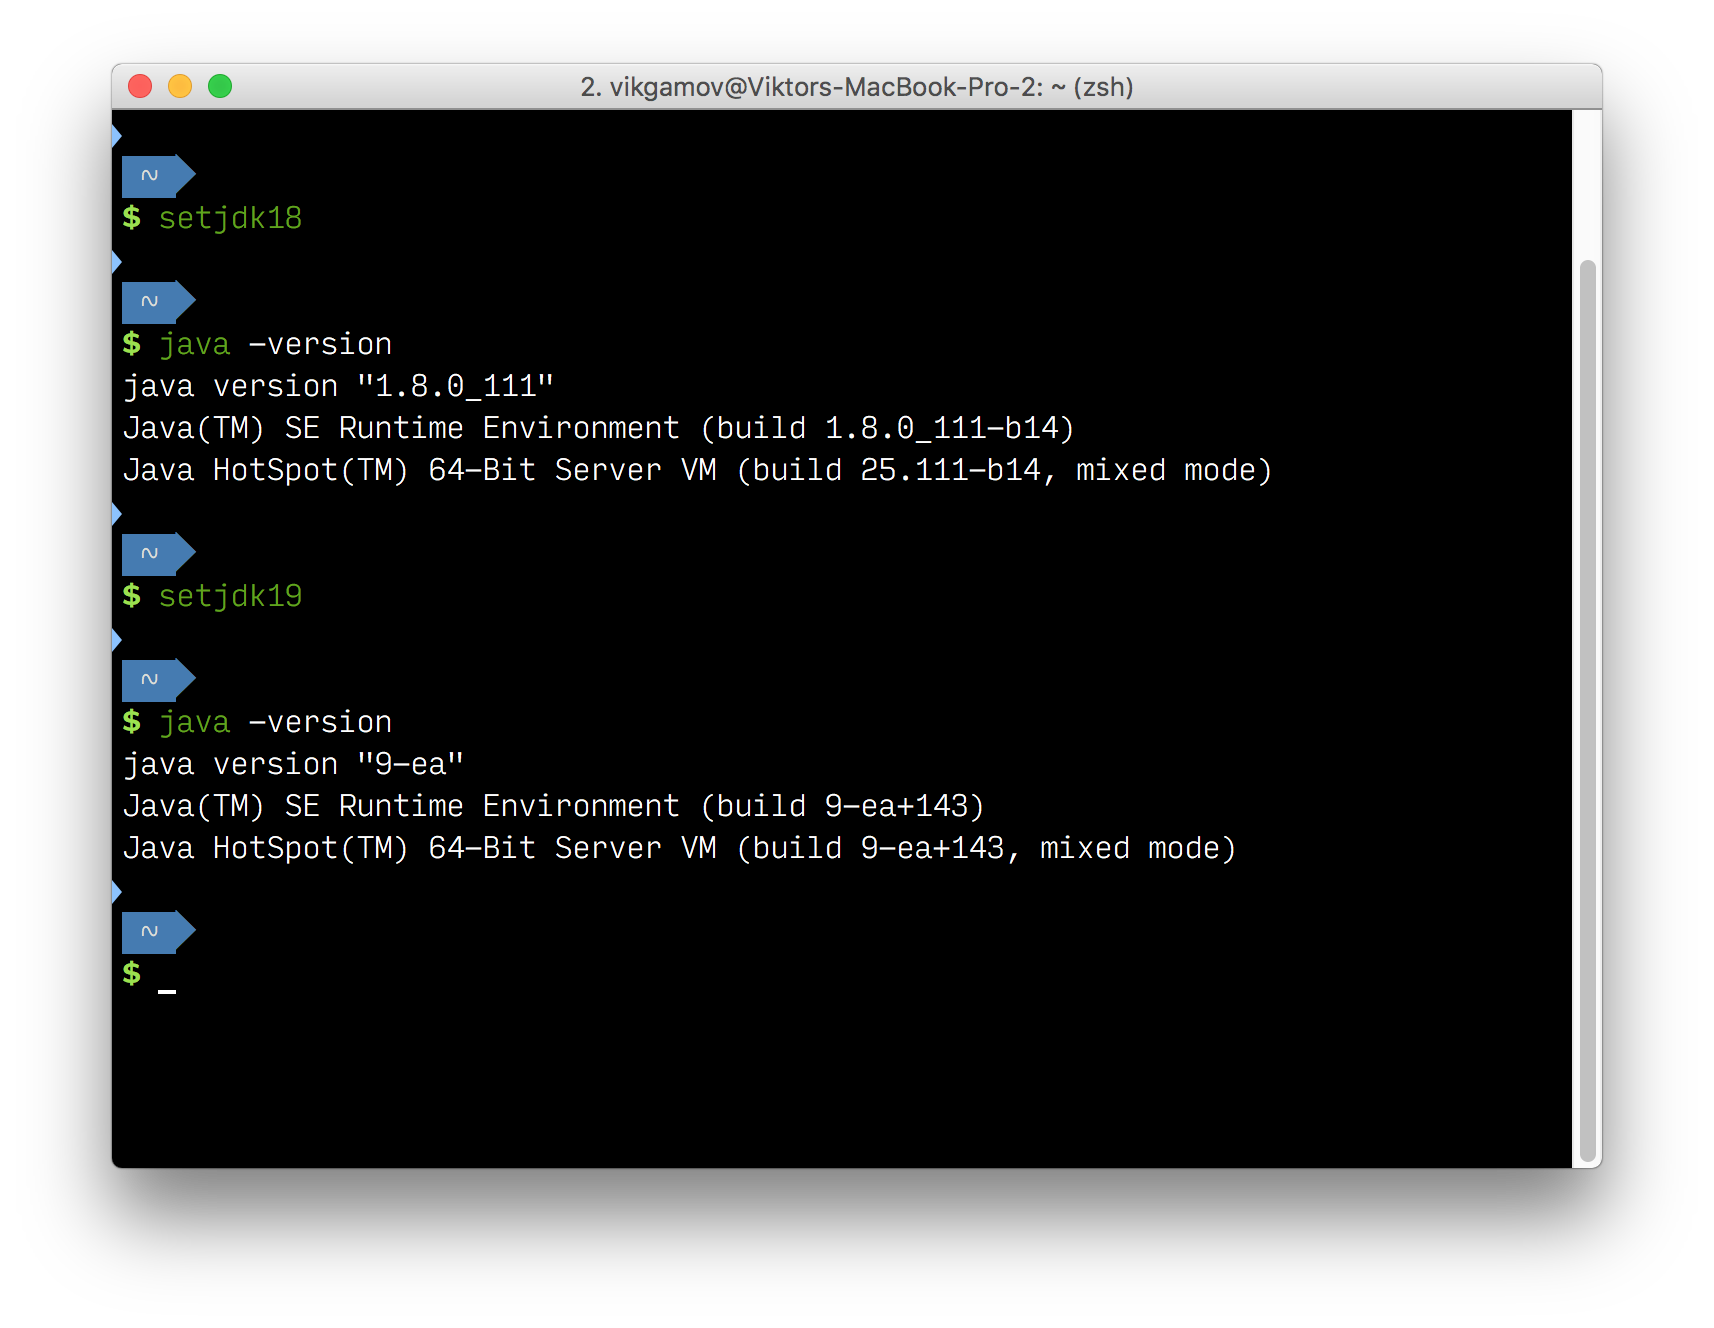 2. vikgamov@Viktors-MacBook-Pro-2: ~ (zsh)
~
$ setjdk18
~
$ java -version
java version "1.8.0_111"
Java(TM) SE Runtime Environment (build 1.8.0_111-b14)
Java HotSpot(TM) 64-Bit Server VM (build 25.111-b14, mixed mode)
~
$ setjdk19
~
$ java -version
java version "9-ea"
Java(TM) SE Runtime Environment (build 9-ea+143)
Java HotSpot(TM) 64-Bit Server VM (build 9-ea+143, mixed mode)
~
$ _